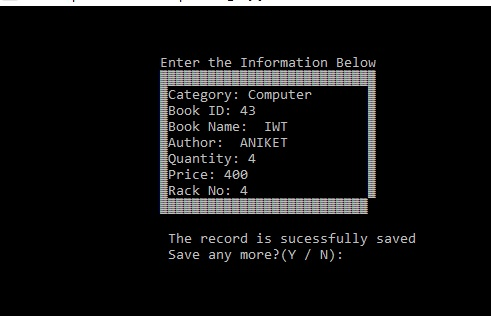 Enter the Information Below
Category: Computer
Book ID: 43
Book Name:  IWT
Author:  ANIKET
Quantity: 4
Price: 400
Rack No: 4
The record is sucessfully saved
Save any more?(Y / N):